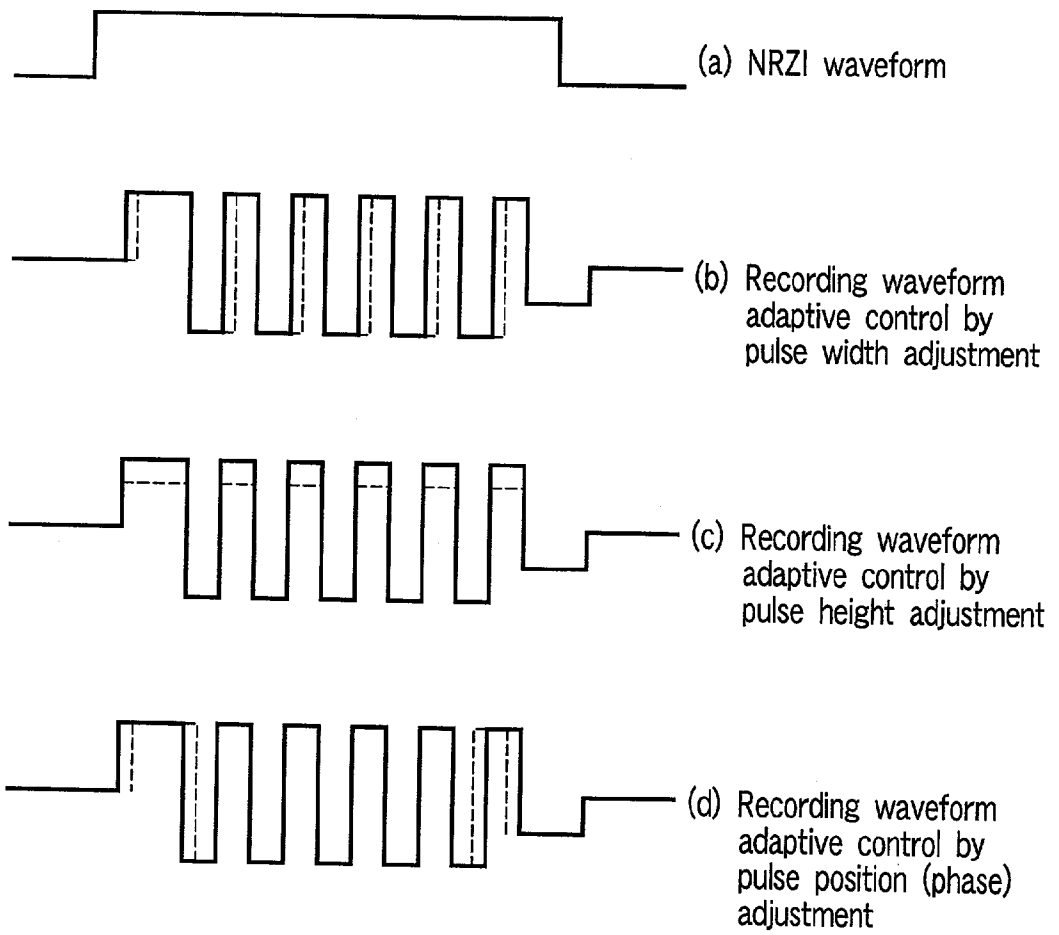 (a) NRZI waveform
(b) Recording waveform
adaptive control by
pulse width adjustment
(c) Recording waveform
adaptive control by
pulse height adjustment
(d) Recording waveform
adaptive control by
pulse position (phase)
adjustment